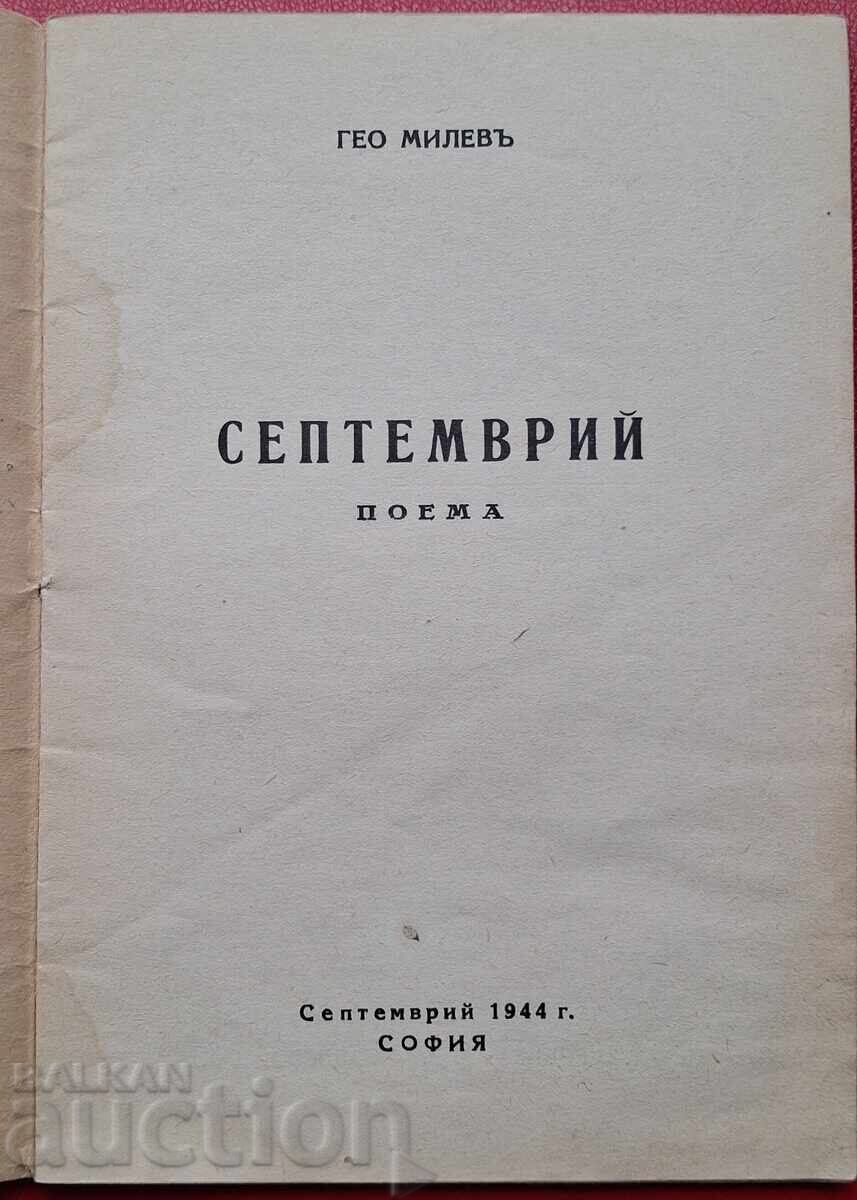 ГЕО МИЛЕВЪ
СЕПТЕМВРИЙ
ПОЕМА
Септемврий 1944 г.
СОФИЯ
BALKAN
auction